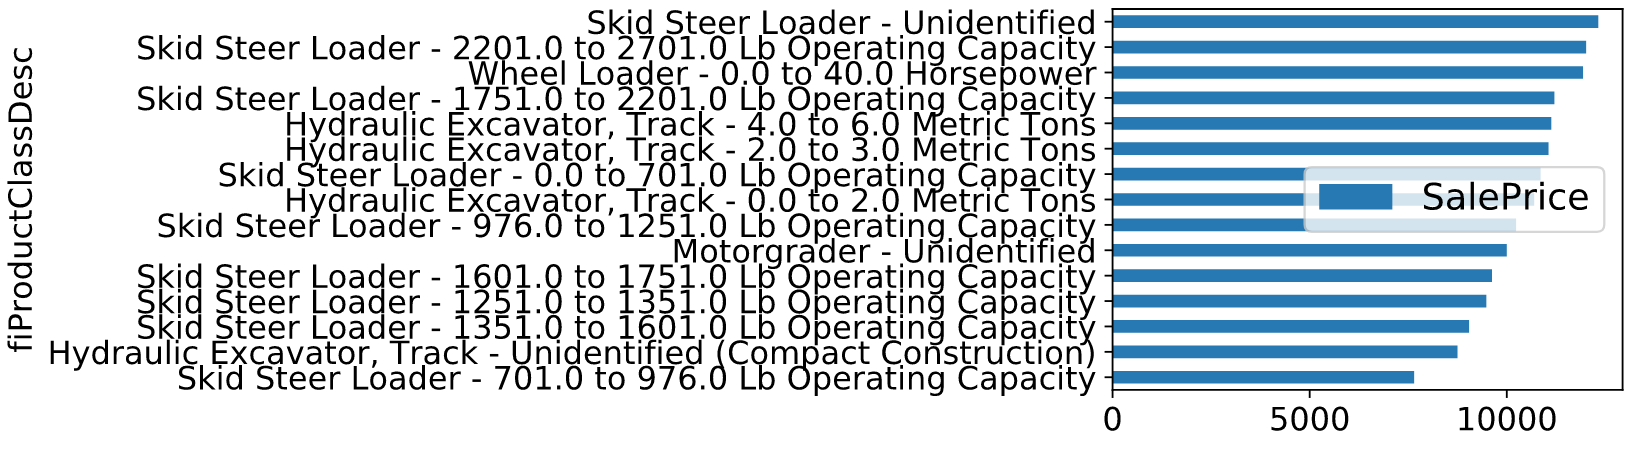 fiProductClassDesc
Skid Steer Loader - Unidentified
Skid Steer Loader - 2201.0 to 2701.0 Lb Operating Capacity
Wheel Loader - 0.0 to 40.0 Horsepower
Skid Steer Loader - 1751.0 to 2201.0 Lb Operating Capacity
Hydraulic Excavator, Track - 4.0 to 6.0 Metric Tons
Hydraulic Excavator, Track - 2.0 to 3.0 Metric Tons
Skid Steer Loader - 0.0 to 701.0 Lb Operating Capacity
Hydraulic Excavator, Track - 0.0 to 2.0 Metric Tons
Skid Steer Loader - 976.0 to 1251.0 Lb Operating Capacity
Motorgrader - Unidentified
Skid Steer Loader - 1601.0 to 1751.0 Lb Operating Capacity
Skid Steer Loader - 1251.0 to 1351.0 Lb Operating Capacity
Skid Steer Loader - 1351.0 to 1601.0 Lb Operating Capacity
Hydraulic Excavator, Track - Unidentified (Compact Construction)
Skid Steer Loader - 701.0 to 976.0 Lb Operating Capacity
SalePrice
0 5000 10000